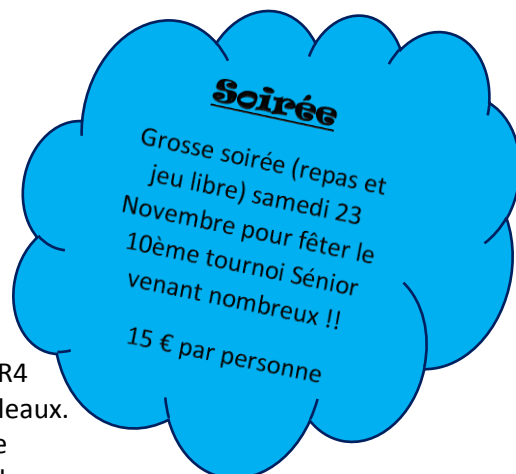 Soirée
Grosse soirée (repas et
jeu libre) samedi 23
Novembre pour fêter le
10ème tournoi Sénior
venant nombreux !!
15 € par personne
R4